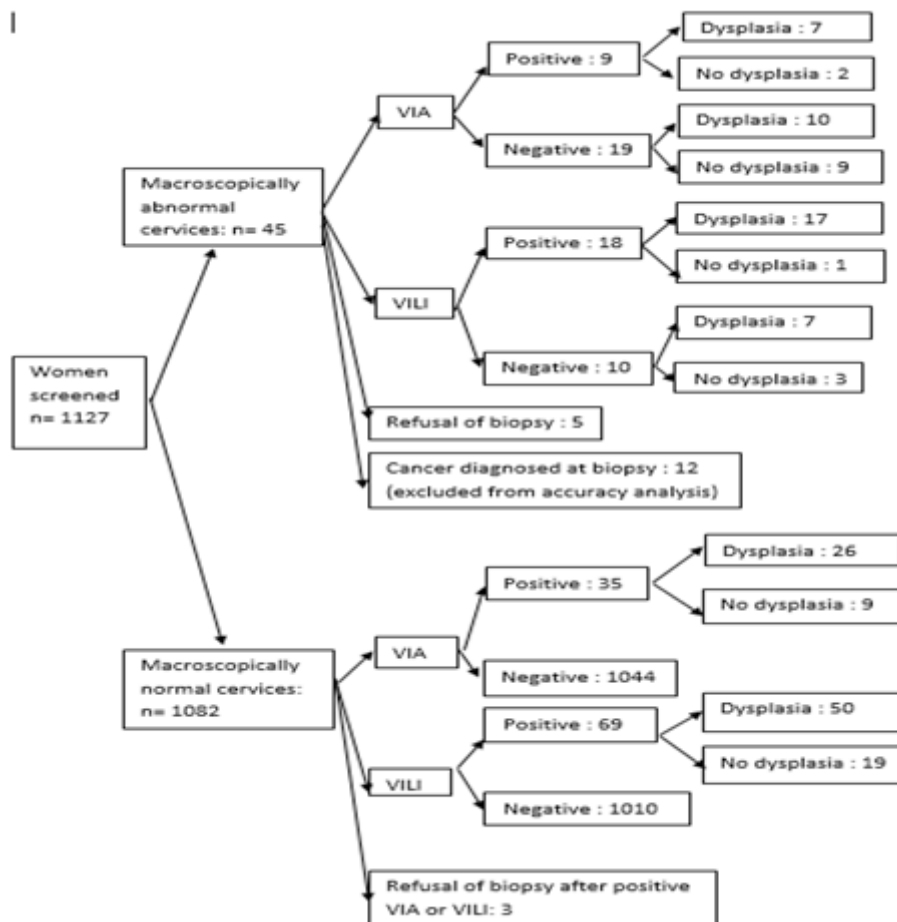 Women
screened
n= 1127
Macroscopically
abnormal
cervices: n= 45
VIA
Positive : 9
Dysplasia : 7
No dysplasia : 2
Negative : 19
Dysplasia : 10
No dysplasia : 9
VILI
Positive : 18
Dysplasia : 17
No dysplasia : 1
Negative : 10
Dysplasia : 7
No dysplasia : 3
Refusal of biopsy : 5
Cancer diagnosed at biopsy : 12
(excluded from accuracy analysis)
Macroscopically
normal cervices:
n= 1082
VIA
Positive : 35
Dysplasia : 26
No dysplasia : 9
Negative : 1044
VILI
Positive : 69
Dysplasia : 50
No dysplasia : 19
Negative : 1010
Refusal of biopsy after positive
VIA or VILI: 3